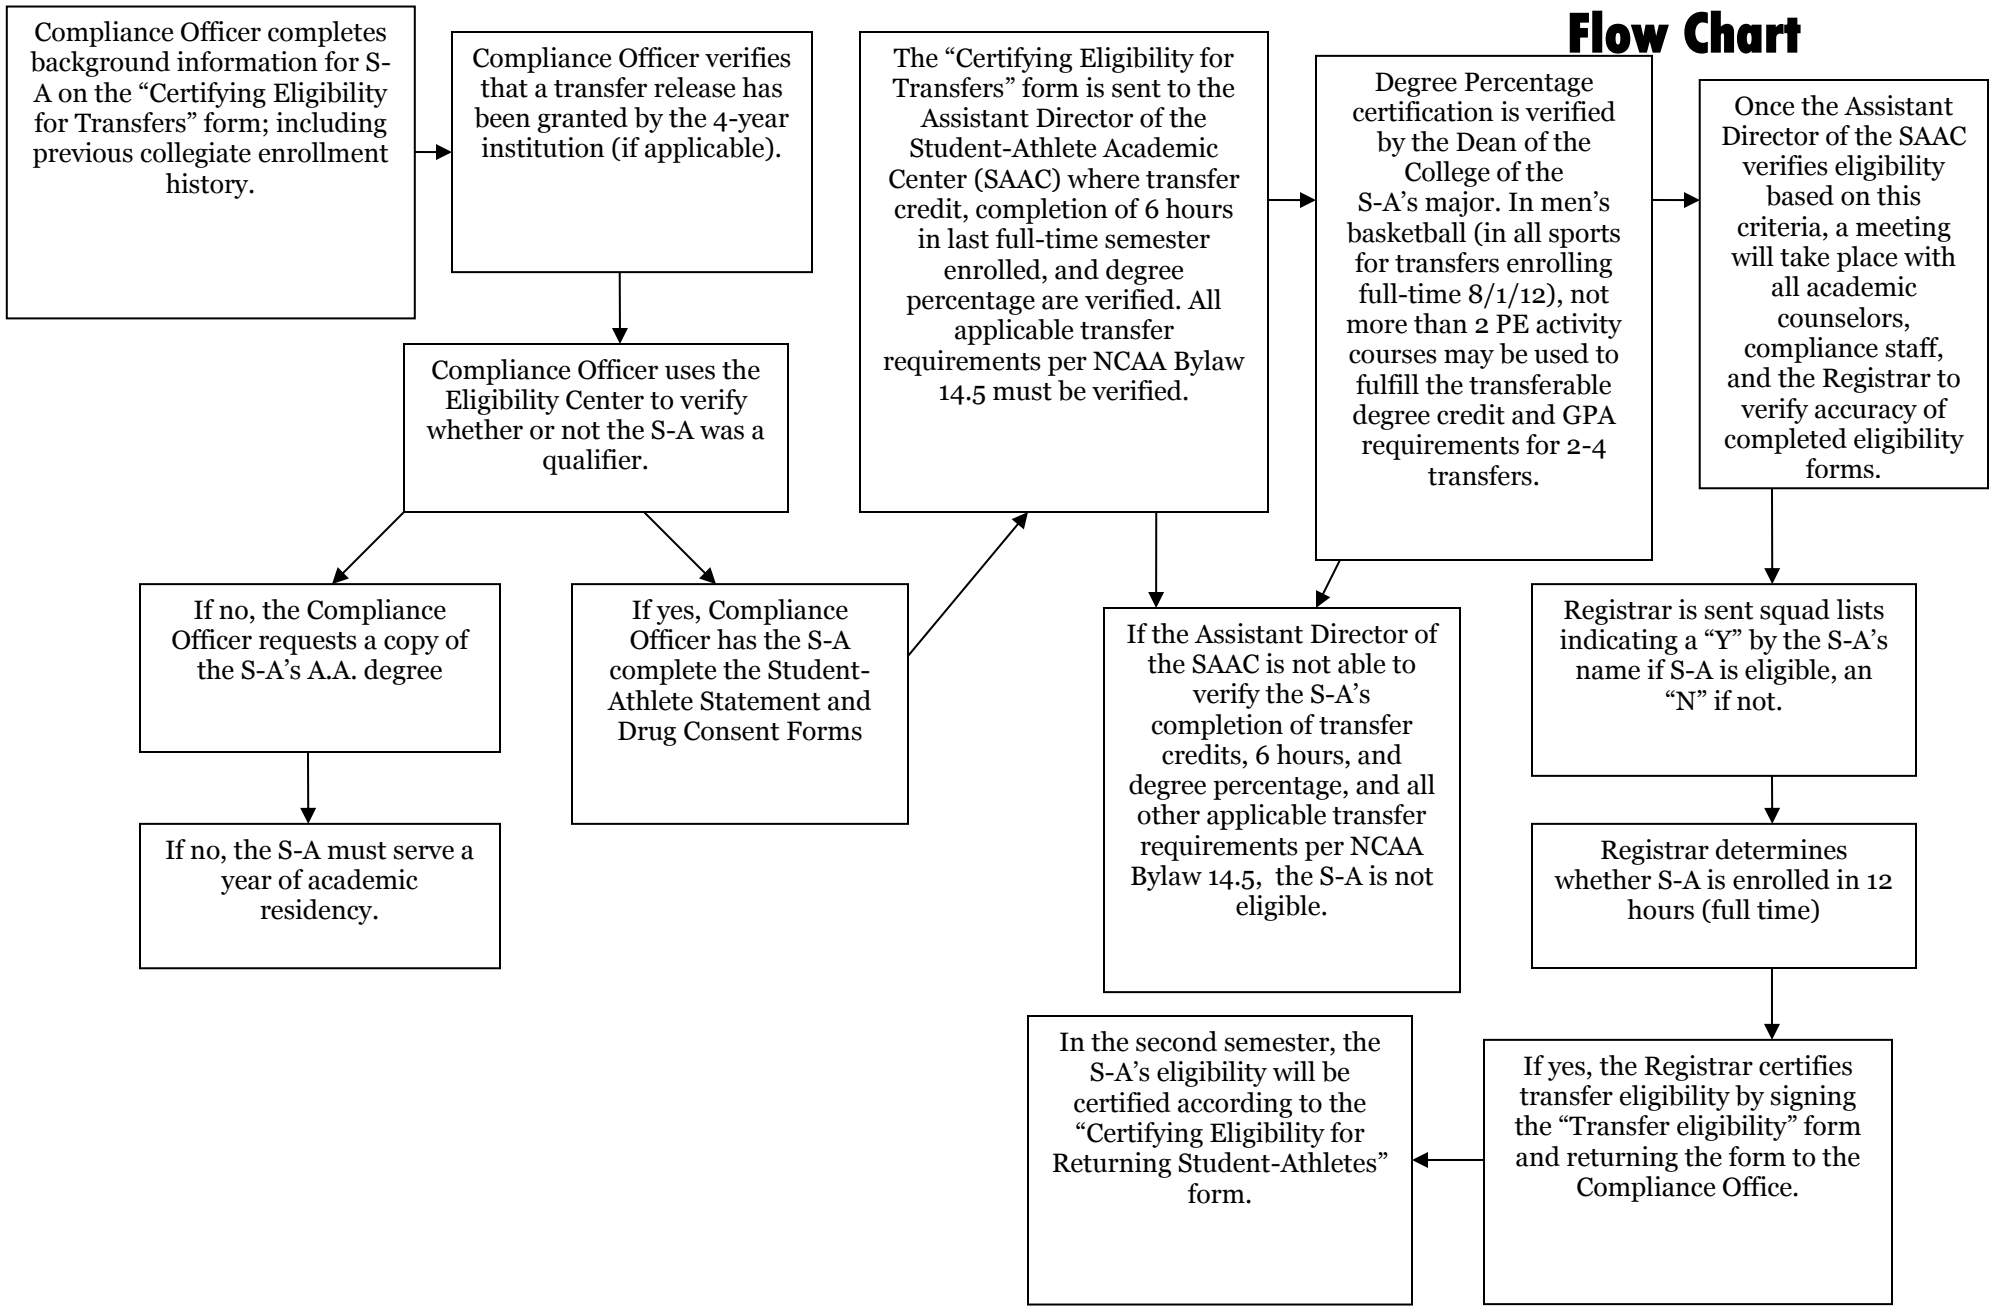 Flow Chart
Compliance Officer completes
background information for S-
A on the “Certifying Eligibility
for Transfers” form; including
previous collegiate enrollment
history.
Compliance Officer verifies
that a transfer release has
been granted by the 4-year
institution (if applicable).
Compliance Officer uses the
Eligibility Center to verify
whether or not the S-A was a
qualifier.
If no, the Compliance
Officer requests a copy of
the S-A’s A.A. degree
If no, the S-A must serve a
year of academic
residency.
If yes, Compliance
Officer has the S-A
complete the Student-
Athlete Statement and
Drug Consent Forms
The “Certifying Eligibility for
Transfers” form is sent to the
Assistant Director of the
Student-Athlete Academic
Center (SAAC) where transfer
credit, completion of 6 hours
in last full-time semester
enrolled, and degree
percentage are verified. All
applicable transfer
requirements per NCAA Bylaw
14.5 must be verified.
Degree Percentage
certification is verified
by the Dean of the
College of the
S-A’s major. In men’s
basketball (in all sports
for transfers enrolling
full-time 8/1/12), not
more than 2 PE activity
courses may be used to
fulfill the transferable
degree credit and GPA
requirements for 2-4
transfers.
If the Assistant Director of
the SAAC is not able to
verify the S-A’s
completion of transfer
credits, 6 hours, and
degree percentage, and all
other applicable transfer
requirements per NCAA
Bylaw 14.5, the S-A is not
eligible.
Once the Assistant
Director of the SAAC
verifies eligibility
based on this
criteria, a meeting
will take place with
all academic
counselors,
compliance staff,
and the Registrar to
verify accuracy of
completed eligibility
forms.
Registrar is sent squad lists
indicating a “Y” by the S-A’s
name if S-A is eligible, an
“N” if not.
Registrar determines
whether S-A is enrolled in 12
hours (full time)
If yes, the Registrar certifies
transfer eligibility by signing
the “Transfer eligibility” form
and returning the form to the
Compliance Office.
In the second semester, the
S-A’s eligibility will be
certified according to the
“Certifying Eligibility for
Returning Student-Athletes”
form.